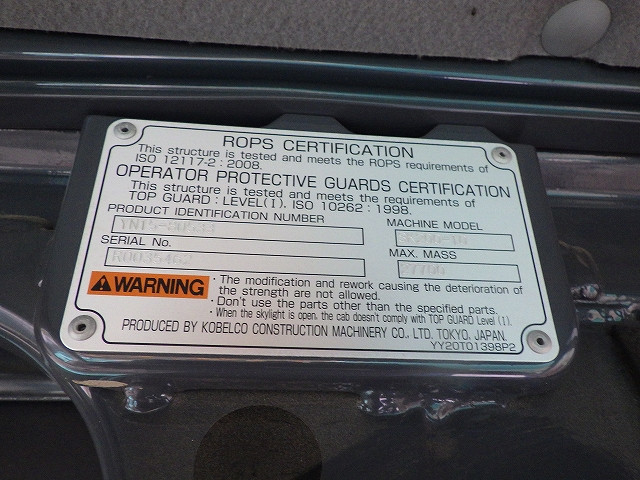 ROPS CERTIFICATION
This structure is tested and meets the ROPS requirements of
ISO 12117-2 : 2008.
OPERATOR PROTECTIVE GUARDS CERTIFICATION
This structure is tested and meets the requirements of
TOP GUARD : LEVEL(I), ISO 10262 : 1998.
PRODUCT IDENTIFICATION NUMBER
MACHINE MODEL
SERIAL No.
MAX. MASS
WARNING
· The modification and rework causing the deterioration of
the strength are not allowed.
· Don't use the parts other than the specified parts.
· When the skylight is open, the cab doesn't comply with TOP GUARD Level (I).
PRODUCED BY KOBELCO CONSTRUCTION MACHINERY CO., LTD. TOKYO, JAPAN.
YY20T01398P2